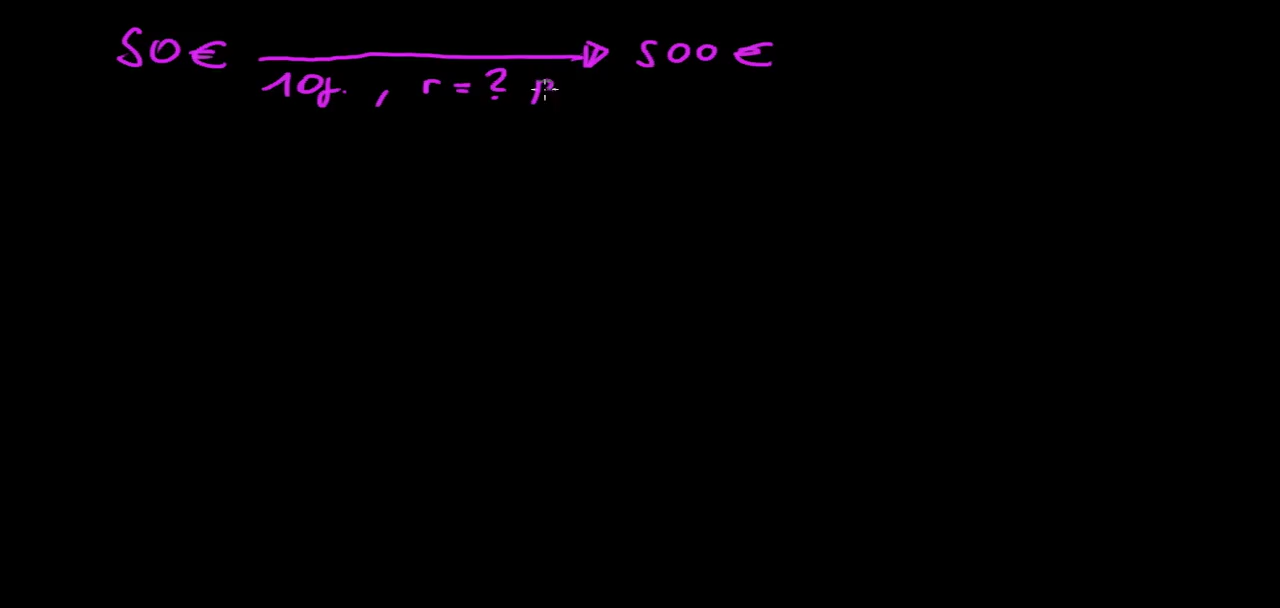 50 € → 500 €
10j. , r = ? p